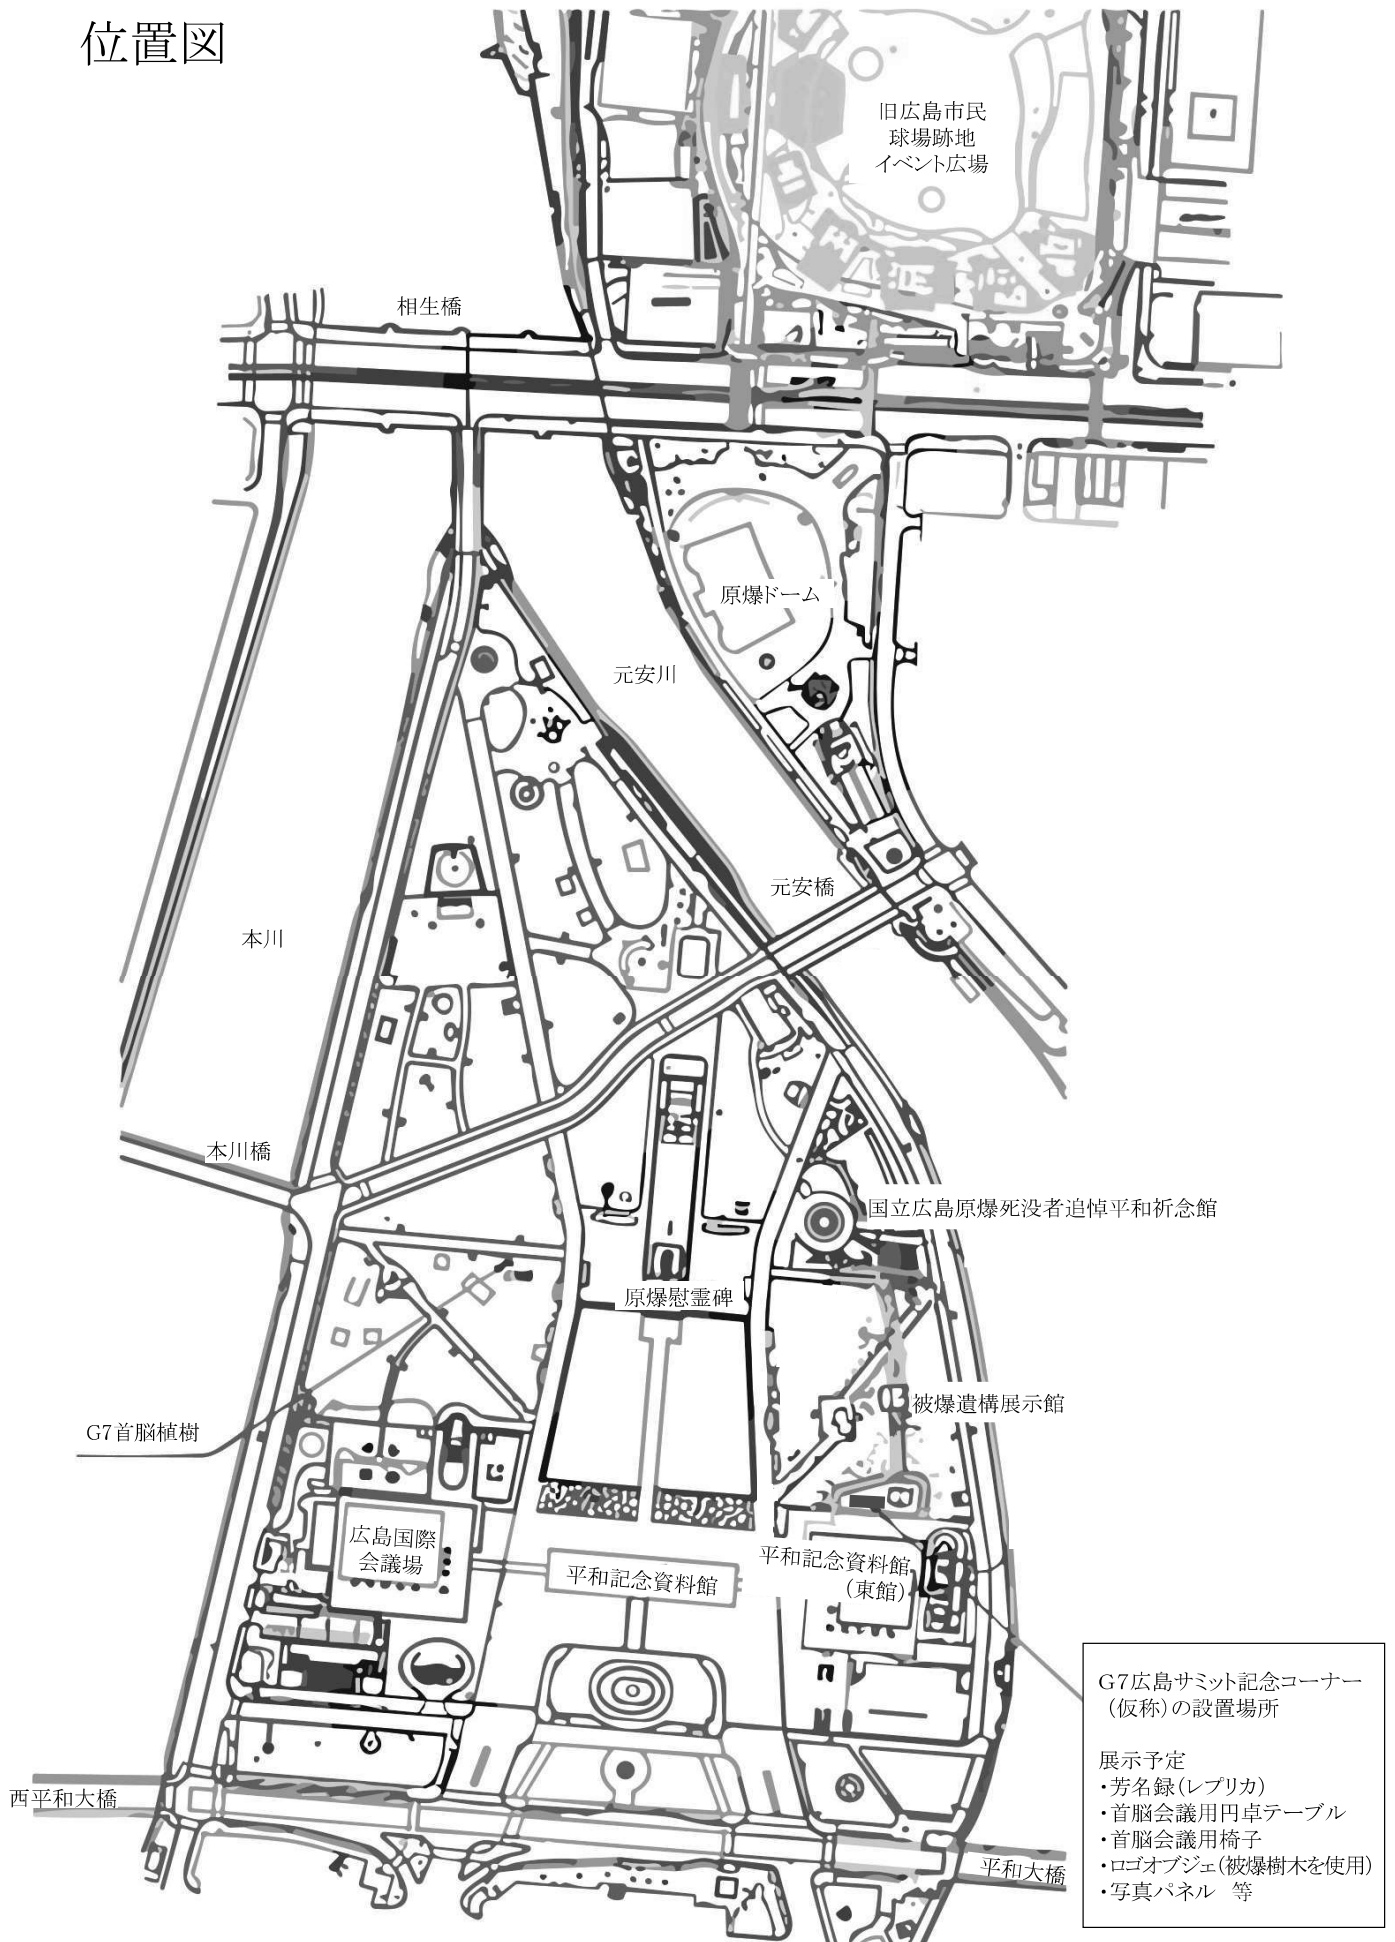 位置図
旧広島市民
球場跡地
イベント広場
相生橋
原爆ドーム
元安川
元安橋
本川
本川橋
国立広島原爆死没者追悼平和祈念館
原爆慰霊碑
被爆遺構展示館
G7首脳植樹
広島国際
会議場
平和記念資料館
平和記念資料館
（東館）
G7広島サミット記念コーナー
（仮称）の設置場所
展示予定
・芳名録（レプリカ）
・首脳会議用円卓テーブル
・首脳会議用椅子
・ロゴオブジェ（被爆樹木を使用）
・写真パネル　等
西平和大橋
平和大橋